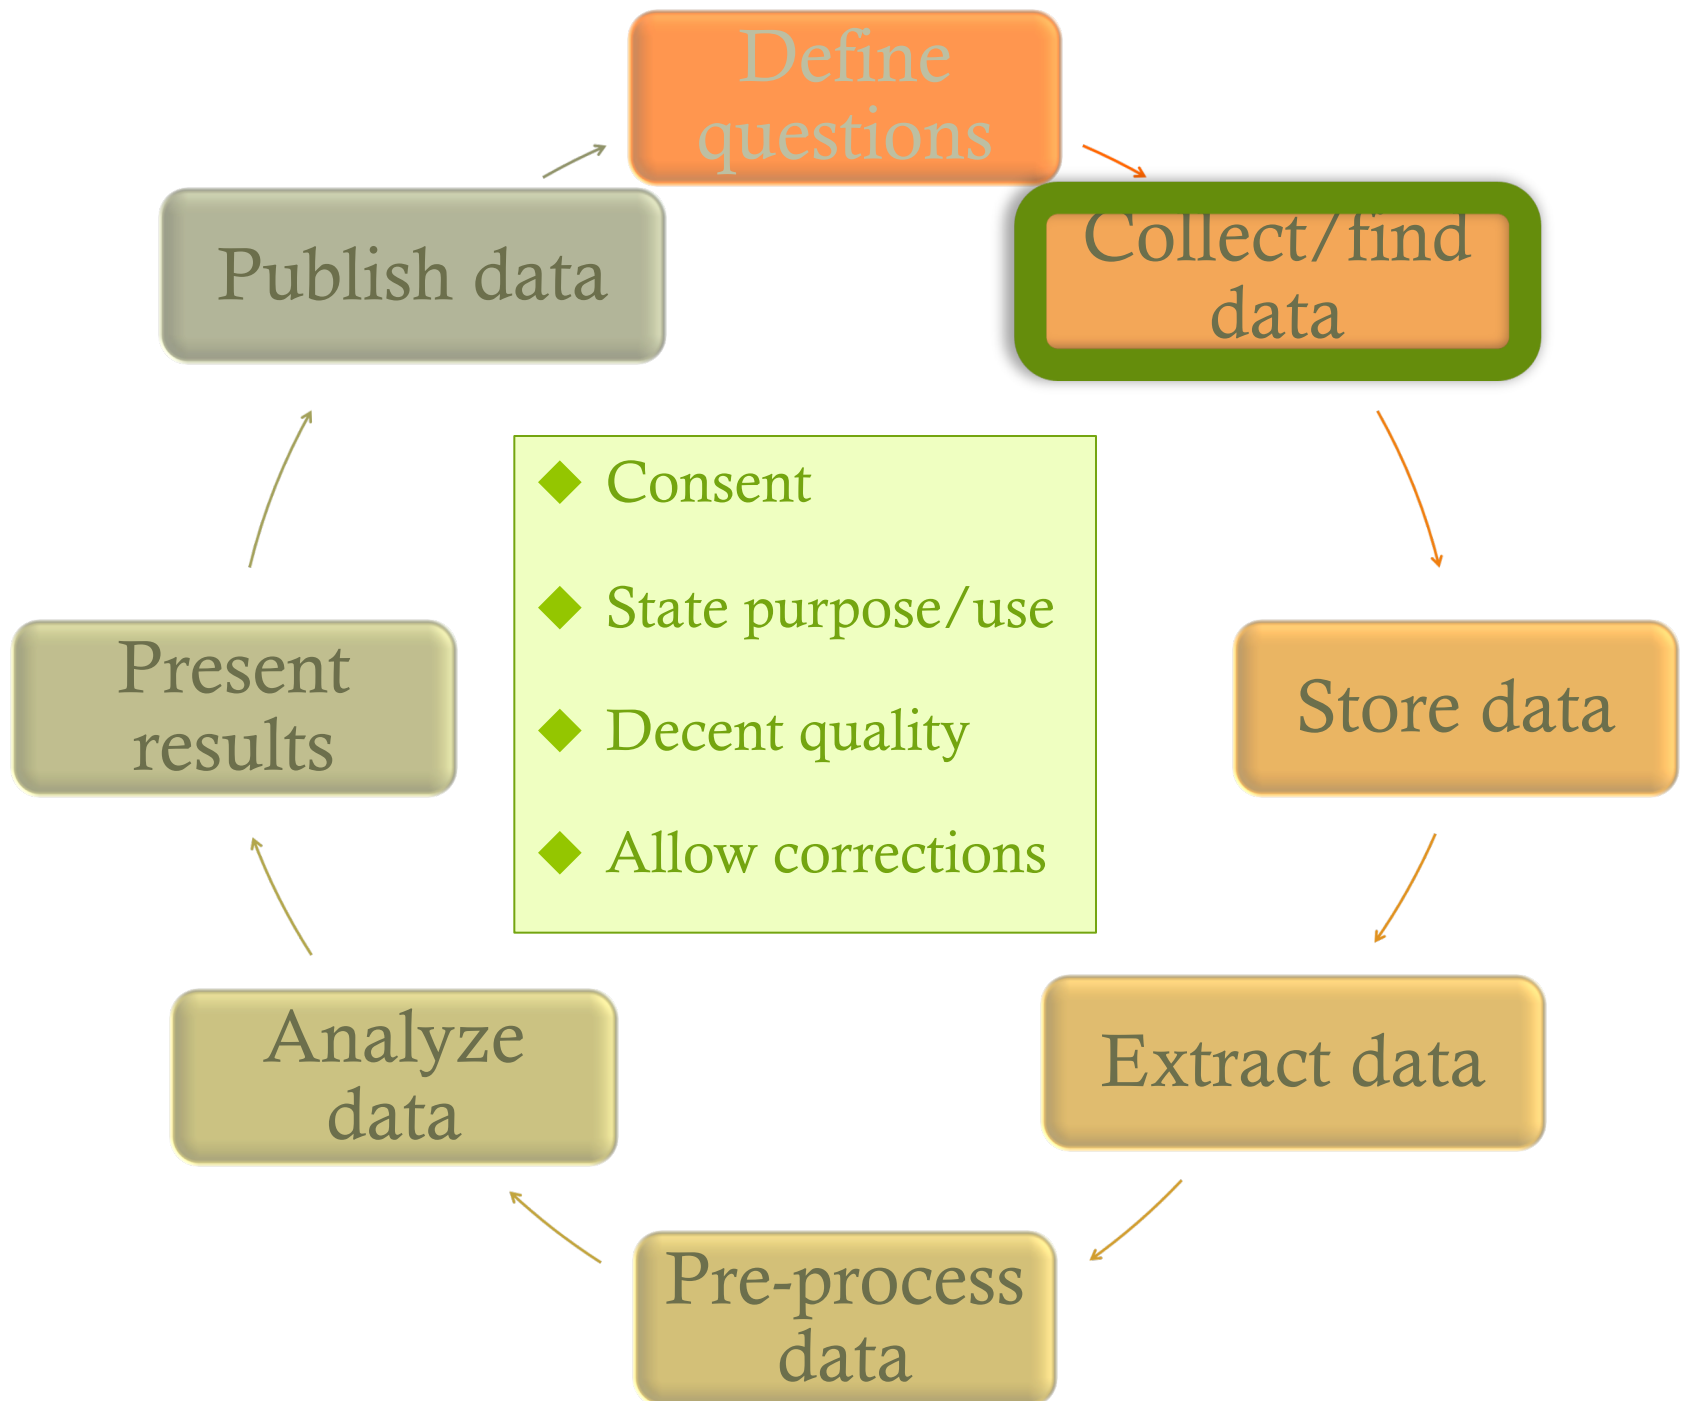 Define
questions
Collect/find
data
Store data
Extract data
Pre-process
data
Analyze
data
Present
results
Publish data
Consent
State purpose/use
Decent quality
Allow corrections